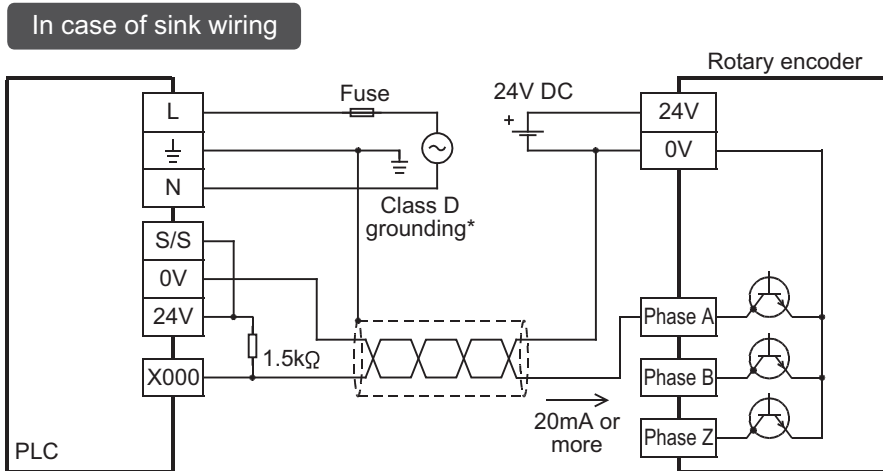 In case of sink wiring
Rotary encoder
Fuse
24V DC
+
L
N
S/S
0V
24V
X000
PLC
Class D
grounding*
1.5kΩ
20mA or
more
24V
0V
Phase A
Phase B
Phase Z